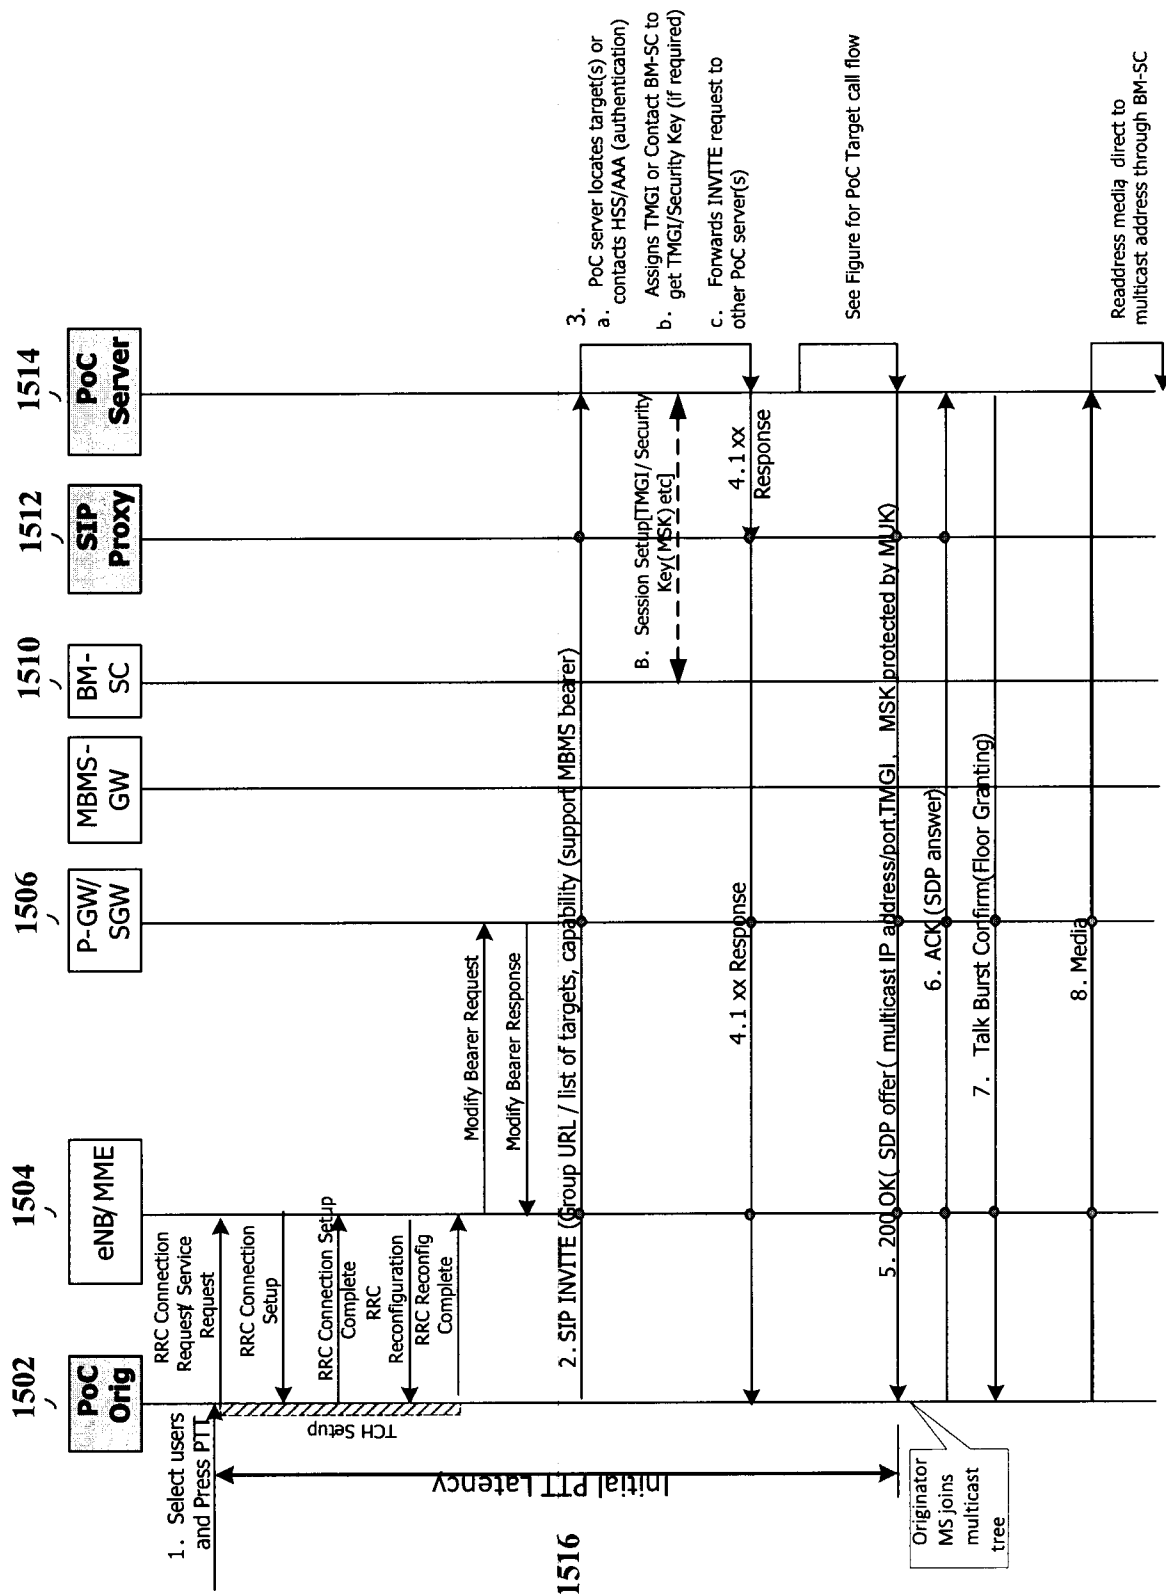 1502
1504
1506
1510
1512
1514
PoC
Orig
eNB/MME
P-GW/
SGW
MBMS-
GW
BM-
SC
SIP
Proxy
PoC
Server
1. Select users
and Press PTT
RRC Connection
Request/ Service
Request
RRC Connection
Setup
RRC Connection Setup
Complete
RRC
Reconfiguration
RRC Reconfig
Complete
TCH Setup
Modify Bearer Request
Modify Bearer Response
2. SIP INVITE (Group URL / list of targets, capability (support MBMS bearer)
3.
a. PoC server locates target(s) or
contacts HSS/AAA (authentication)
b. Assigns TMGI or Contact BM-SC to
get TMGI/Security Key (if required)
c. Forwards INVITE request to
other PoC server(s)
B. Session Setup[TMGI/Security
Key(MSK) etc]
4.1xx
Response
4.1 xx Response
Initial PTT Latency
1516
See Figure for PoC Target call flow
5. 200 OK( SDP offer( multicast IP address/port,TMGI, MSK protected by MUK)
Originator
MS joins
multicast
tree
6. ACK (SDP answer)
7. Talk Burst Confirm(Floor Granting)
8. Media
Readdress media, direct to
multicast address through BM-SC